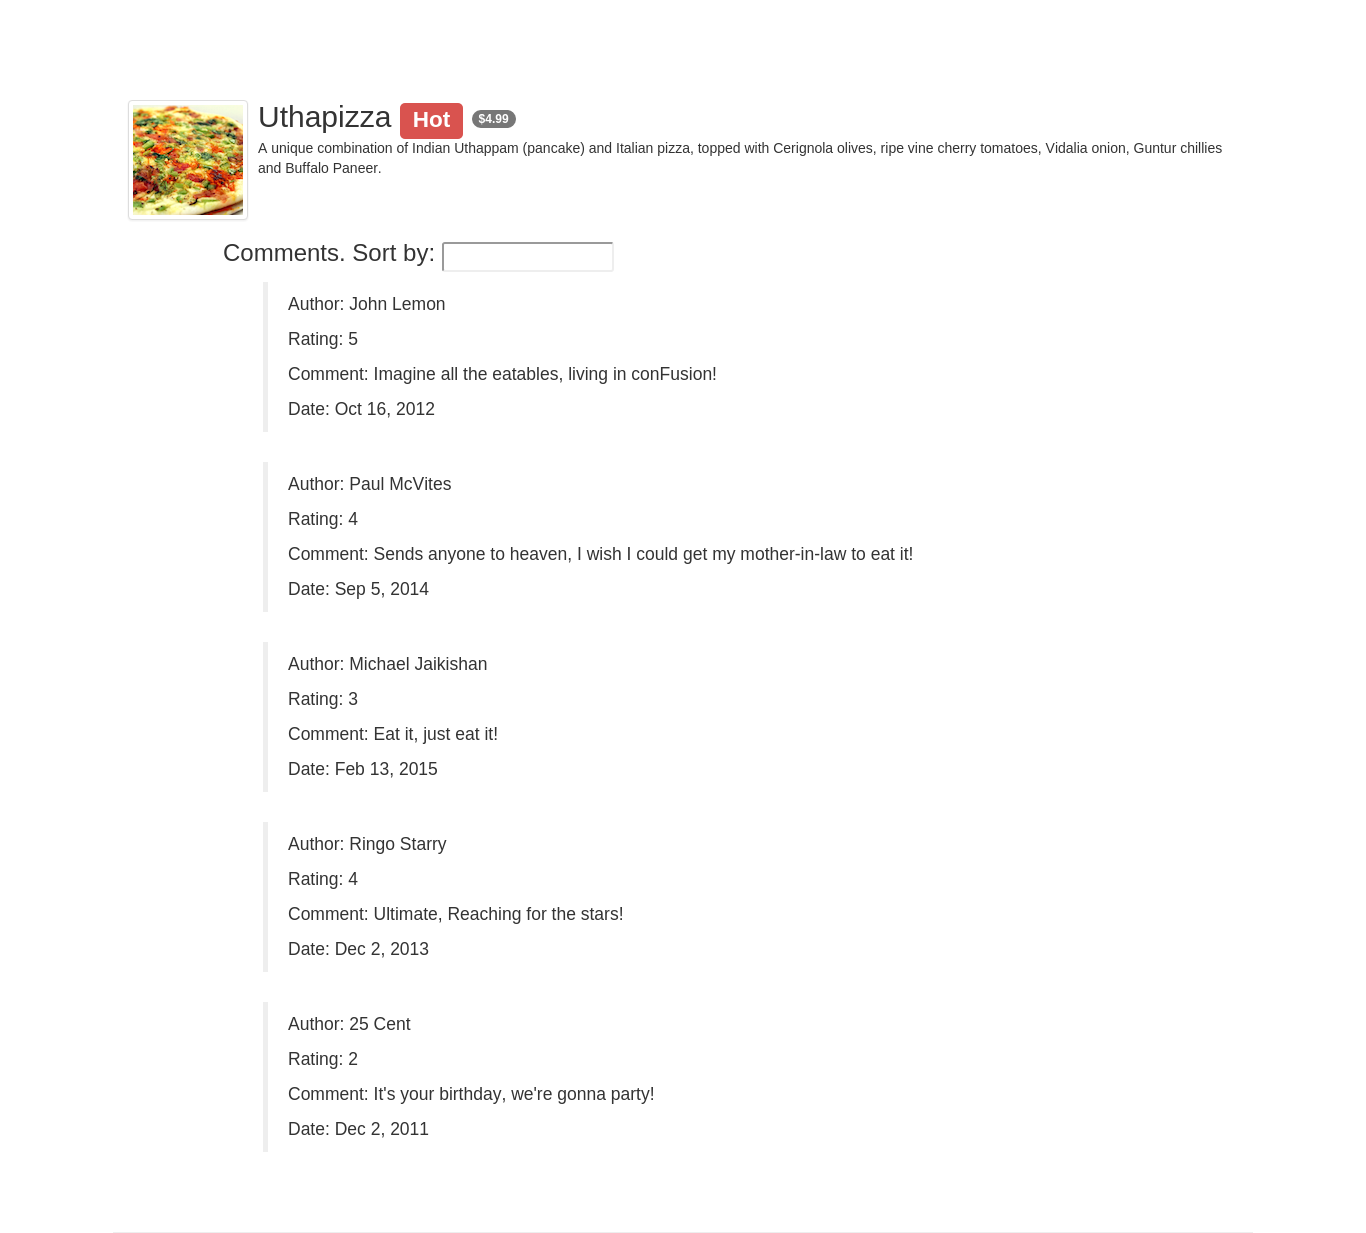 Uthapizza Hot $4.99
A unique combination of Indian Uthappam (pancake) and Italian pizza, topped with Cerignola olives, ripe vine cherry tomatoes, Vidalia onion, Guntur chillies
and Buffalo Paneer.
Comments. Sort by:
Author: John Lemon
Rating: 5
Comment: Imagine all the eatables, living in conFusion!
Date: Oct 16, 2012
Author: Paul McVites
Rating: 4
Comment: Sends anyone to heaven, I wish I could get my mother-in-law to eat it!
Date: Sep 5, 2014
Author: Michael Jaikishan
Rating: 3
Comment: Eat it, just eat it!
Date: Feb 13, 2015
Author: Ringo Starry
Rating: 4
Comment: Ultimate, Reaching for the stars!
Date: Dec 2, 2013
Author: 25 Cent
Rating: 2
Comment: It's your birthday, we're gonna party!
Date: Dec 2, 2011